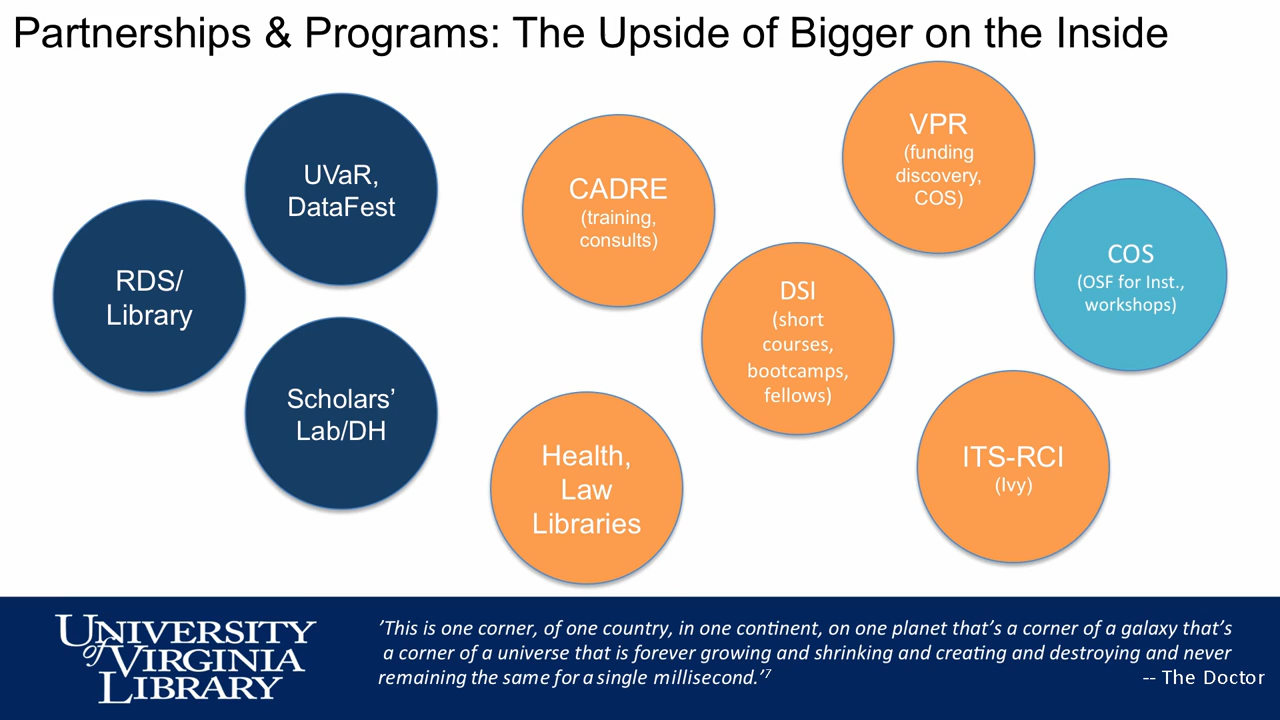 Partnerships & Programs: The Upside of Bigger on the Inside
RDS/
Library
UVaR,
DataFest
Scholars’
Lab/DH
CADRE
(training,
consults)
Health,
Law
Libraries
DSI
(short
courses,
bootcamps,
fellows)
VPR
(funding
discovery,
COS)
COS
(OSF for Inst.,
workshops)
ITS-RCI
(Ivy)
UNIVERSITY
of VIRGINIA
LIBRARY
’This is one corner, of one country, in one continent, on one planet that’s a corner of a galaxy that’s
a corner of a universe that is forever growing and shrinking and creating and destroying and never
remaining the same for a single millisecond.’7
-- The Doctor